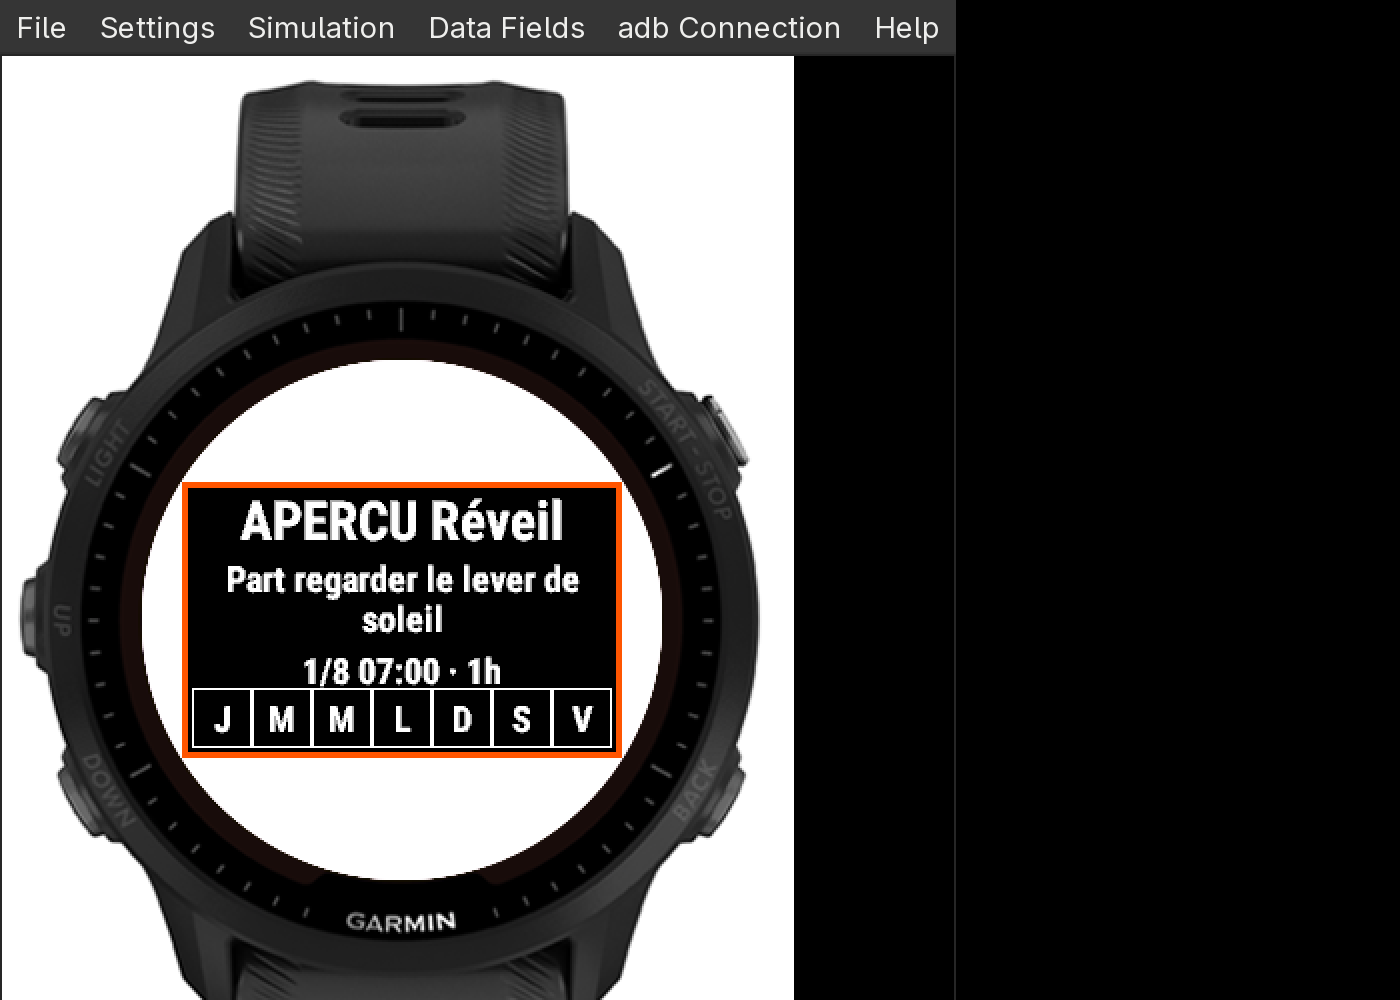 File Settings Simulation Data Fields adb Connection Help
START - STOP
LIGHT
APERCU Réveil
Part regarder le lever de
soleil
1/8 07:00 · 1h
UP
J M M L D S V
DOWN
BACK
GARMIN